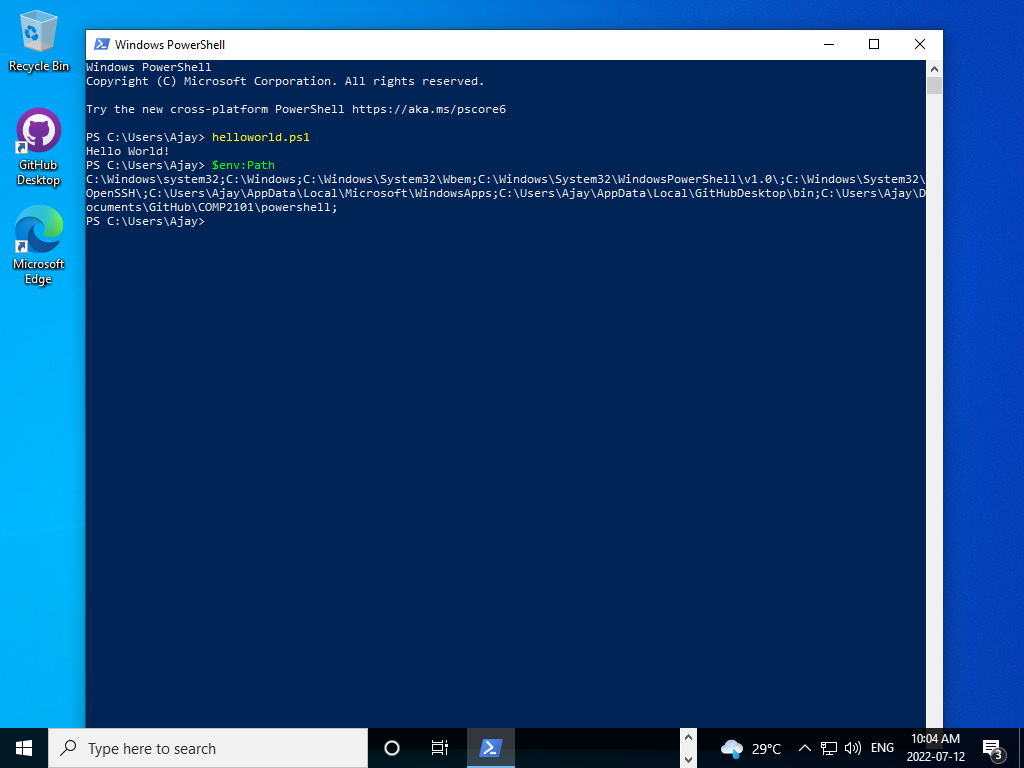 Recycle Bin
GitHub
Desktop
Microsoft
Edge
Windows PowerShell
Windows PowerShell
Copyright (C) Microsoft Corporation. All rights reserved.
Try the new cross-platform PowerShell https://aka.ms/pscore6
PS C:\Users\Ajay> helloworld.ps1
Hello World!
PS C:\Users\Ajay> $env:Path
C:\Windows\system32;C:\Windows;C:\Windows\System32\Wbem;C:\Windows\System32\WindowsPowerShell\v1.0\;C:\Windows\System32\
OpenSSH\;C:\Users\Ajay\AppData\Local\Microsoft\WindowsApps;C:\Users\Ajay\AppData\Local\GitHubDesktop\bin;C:\Users\Ajay\D
ocuments\GitHub\COMP2101\powershell;
PS C:\Users\Ajay>
Type here to search
29°C
ENG
10:04 AM
2022-07-12
3